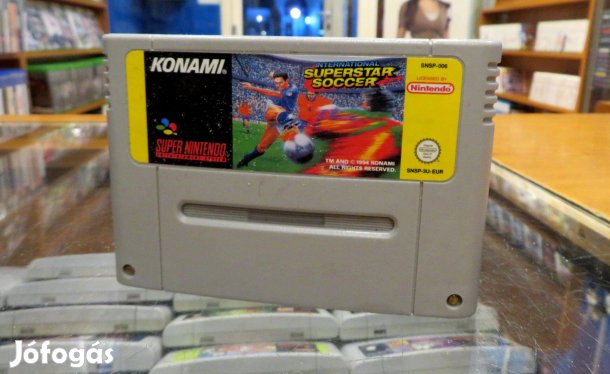 KONAMI®
INTERNATIONAL
SUPERSTAR
SOCCER
SNSP-006
LICENSED BY
Nintendo
SUPER NINTENDO
ENTERTAINMENT SYSTEM
TM AND © 1994 KONAMI
ALL RIGHTS RESERVED.
SNSP-3U-EUR
Jófogás